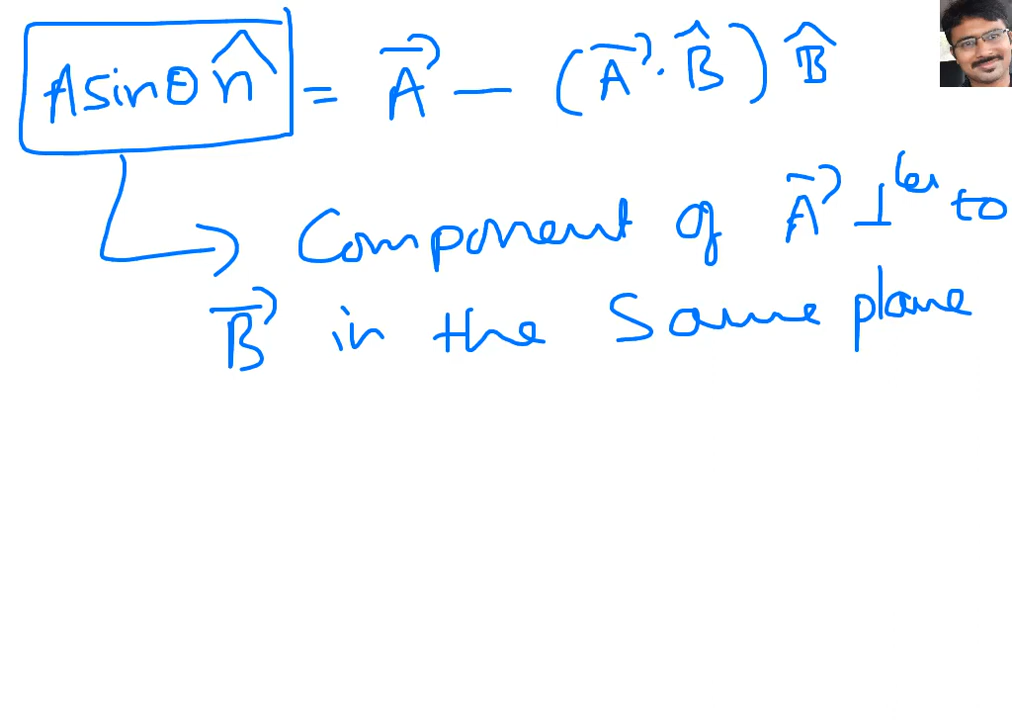 A sinθ n̂ = A⃗ − (A⃗ · B̂) B̂
Component of A⃗ ⊥ler to
B⃗ in the same plane